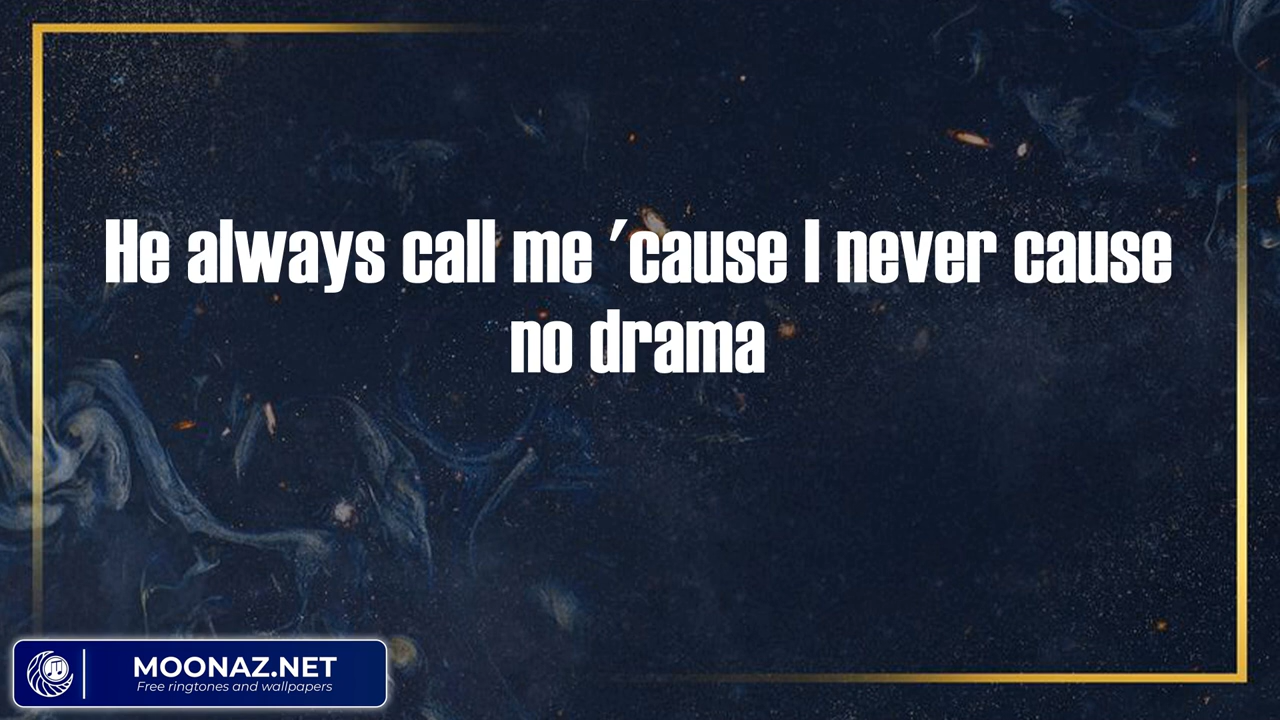 He always call me 'cause I never cause
no drama
MOONAZ.NET
Free ringtones and wallpapers